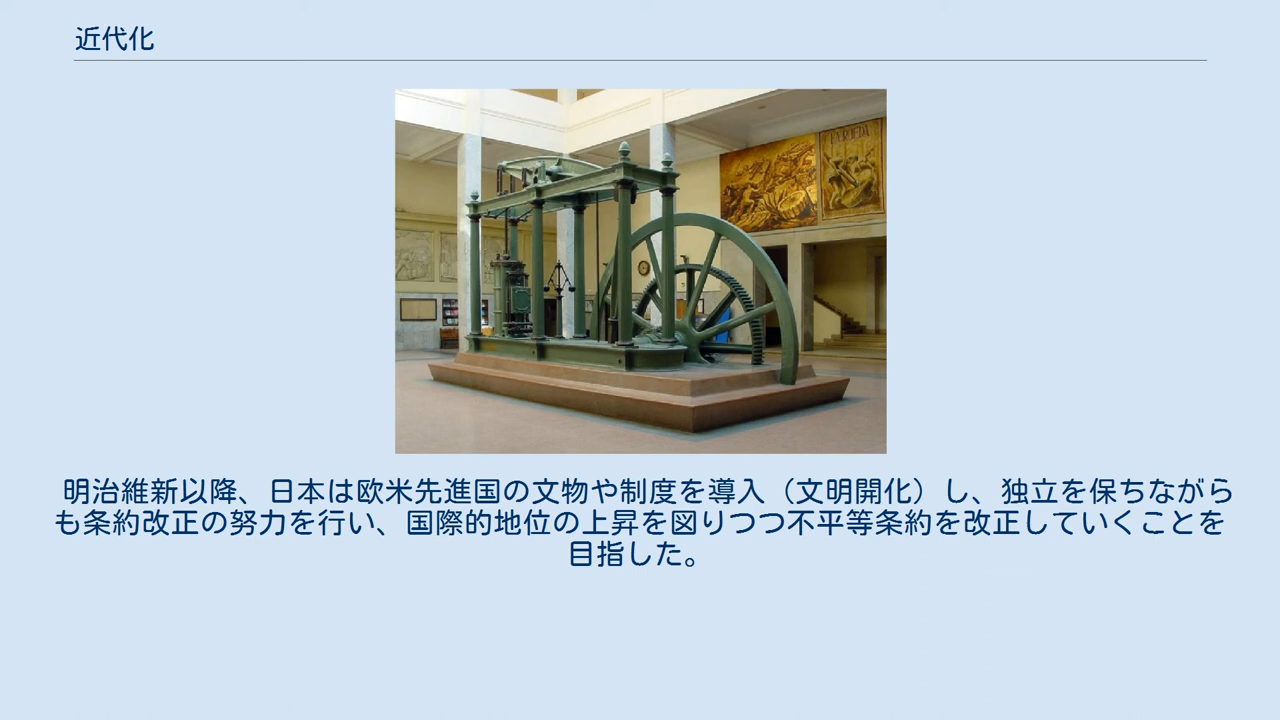 近代化
明治維新以降、日本は欧米先進国の文物や制度を導入（文明開化）し、独立を保ちながら
も条約改正の努力を行い、国際的地位の上昇を図りつつ不平等条約を改正していくことを
目指した。